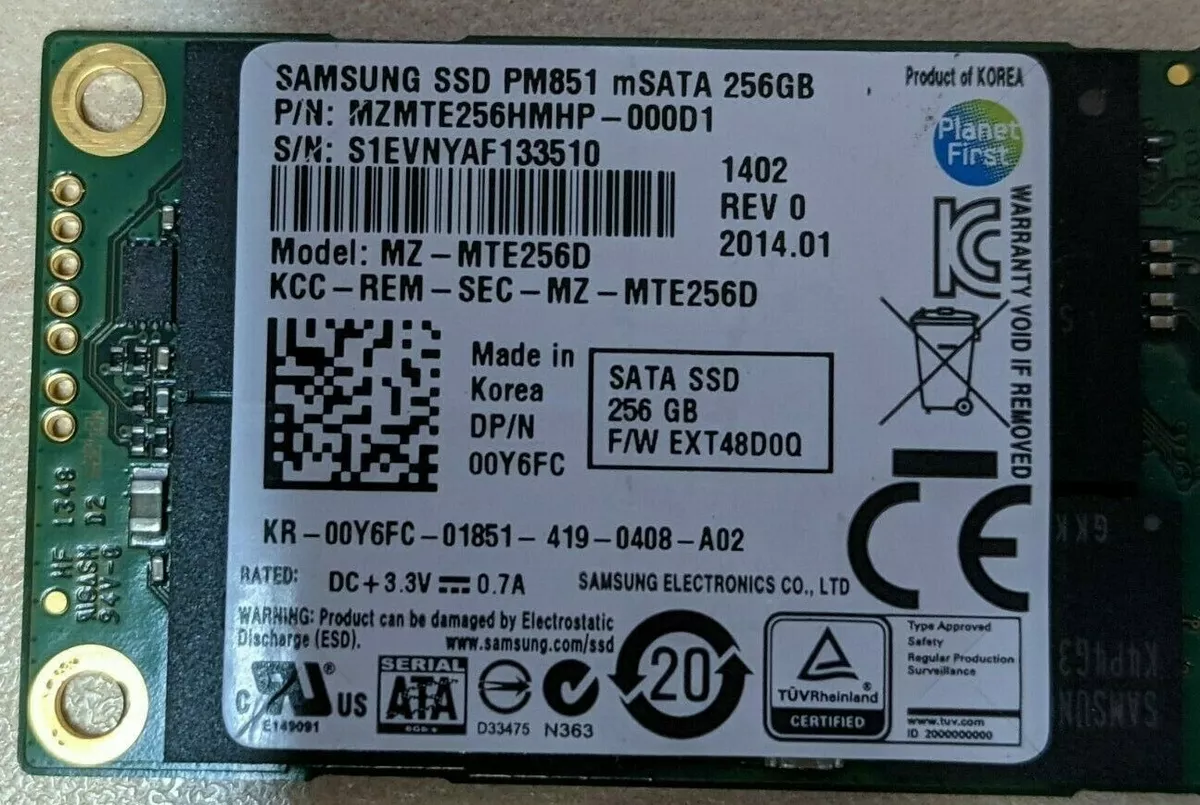 SAMSUNG SSD PM851 mSATA 256GB
P/N: MZMTE256HMHP-000D1
S/N: S1EVNYAF133510
Product of KOREA
Planet
First
1402
REV 0
2014.01
Model: MZ-MTE256D
KCC-REM-SEC-MZ-MTE256D
WARRANTY VOID IF REMOVED
Made in
Korea
DP/N
00Y6FC
SATA SSD
256 GB
F/W EXT48D0Q
KR-00Y6FC-01851-419-0408-A02
RATED: DC+3.3V 0.7A
SAMSUNG ELECTRONICS CO., LTD
CE
WARNING: Product can be damaged by Electrostatic
Discharge (ESD).
www.samsung.com/ssd
C US
®
E149091
SERIAL
ATA
6Gb/s
D33475
N363
20
TÜVRheinland®
CERTIFIED
Type Approved
Safety
Regular Production
Surveillance
www.tuv.com
ID 2000000000
HF 1348
D2
94V-0
SAMSUNG